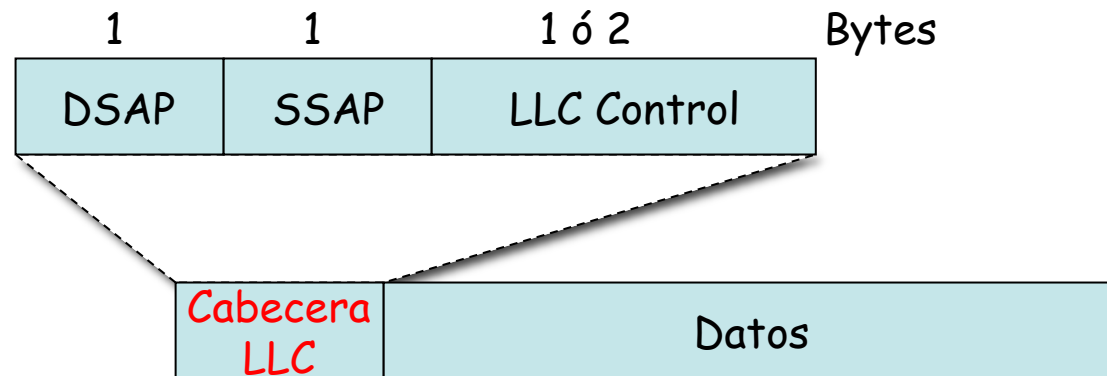 1 1 1 ó 2 Bytes
DSAP SSAP LLC Control
Cabecera
LLC
Datos